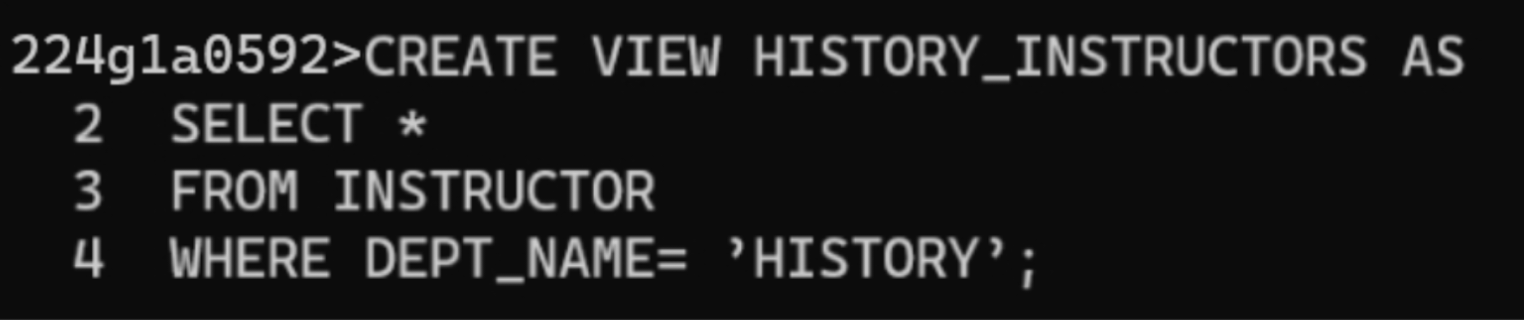 224g1a0592>CREATE VIEW HISTORY_INSTRUCTORS AS
2 SELECT *
3 FROM INSTRUCTOR
4 WHERE DEPT_NAME= ’HISTORY’;